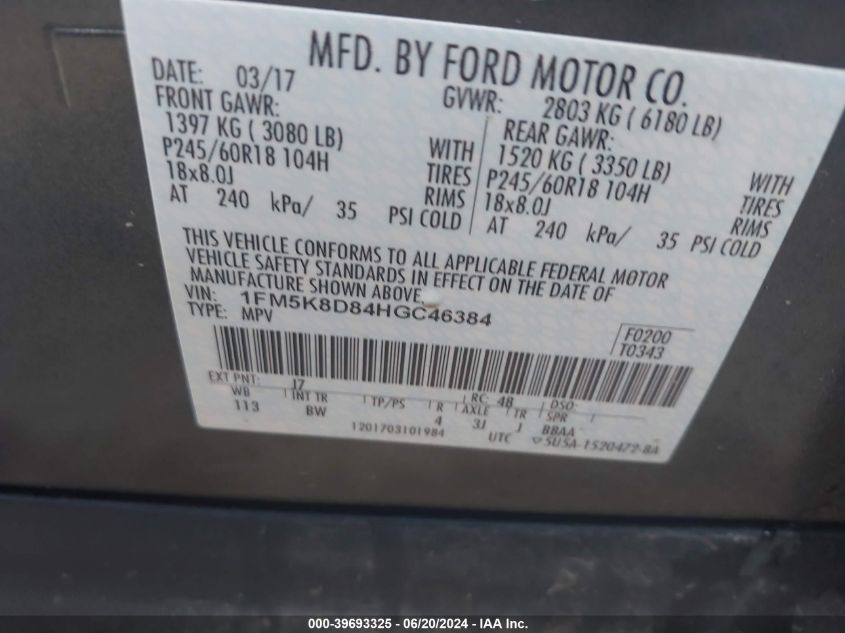 MFD. BY FORD MOTOR CO.
DATE: 03/17 GVWR: 2803 KG ( 6180 LB)
FRONT GAWR: REAR GAWR:
1397 KG ( 3080 LB) WITH 1520 KG ( 3350 LB) WITH
P245/60R18 104H TIRES P245/60R18 104H TIRES
18x8.0J RIMS 18x8.0J RIMS
AT 240 kPa/ 35 PSI COLD AT 240 kPa/ 35 PSI COLD
THIS VEHICLE CONFORMS TO ALL APPLICABLE FEDERAL MOTOR
VEHICLE SAFETY STANDARDS IN EFFECT ON THE DATE OF
MANUFACTURE SHOWN ABOVE.
VIN: 1FM5K8D84HGC46384
TYPE: MPV
F0200
T0343
EXT PNT: J7 RC: 48 DSO:
WB INT TR TP/PS R AXLE TR SPR
113 BW 4 3J J BBAA
1201703101984 UTC 5U5A-1520472-BA
000-39693325 - 06/20/2024 - IAA Inc.